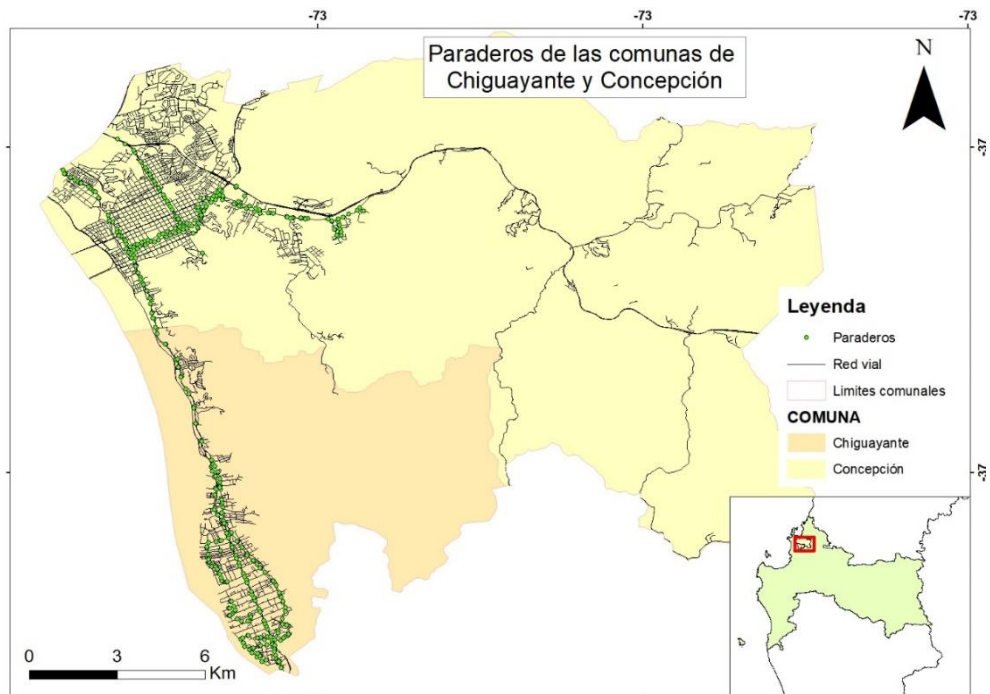 -73
-73
-73
Paraderos de las comunas de
Chiguayante y Concepción
N
-37
Leyenda
Paraderos
Red vial
Limites comunales
COMUNA
Chiguayante
Concepción
-37
0
3
6
Km